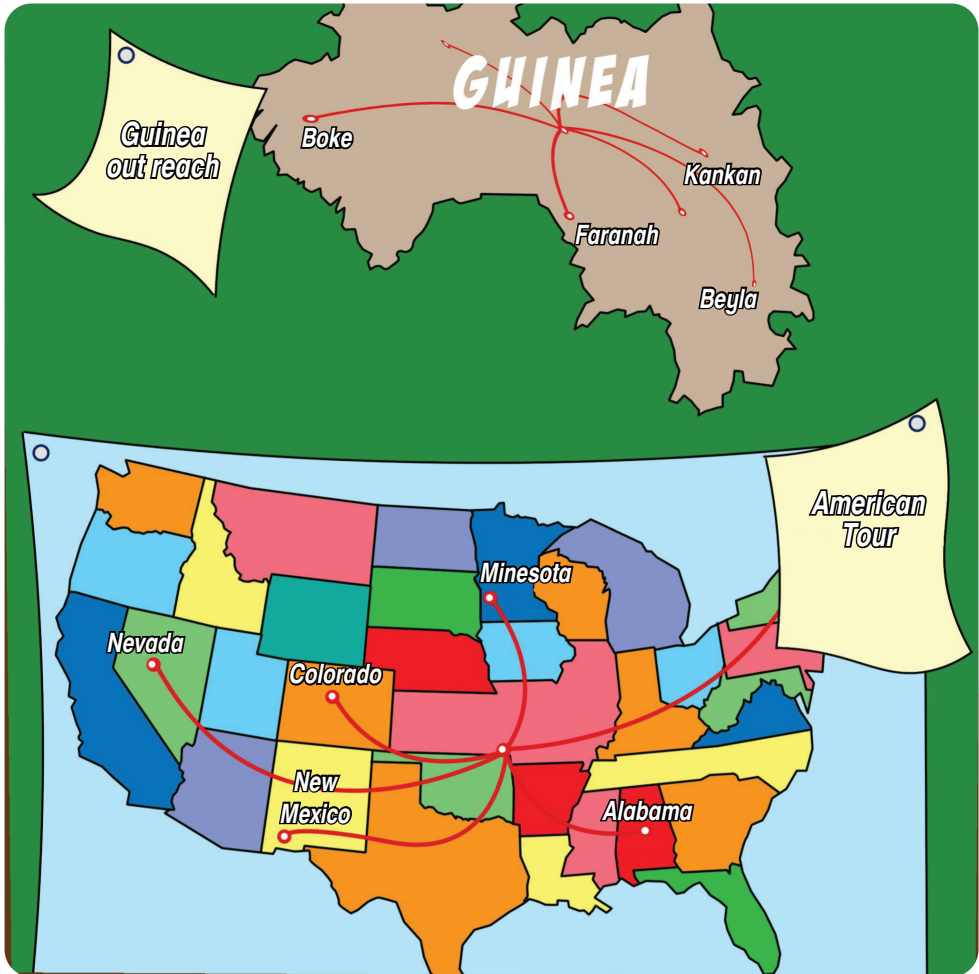 GUINEA
Guinea
out reach
Boke
Kankan
Faranah
Beyla
American
Tour
Minesota
Nevada
Colorado
New
Mexico
Alabama